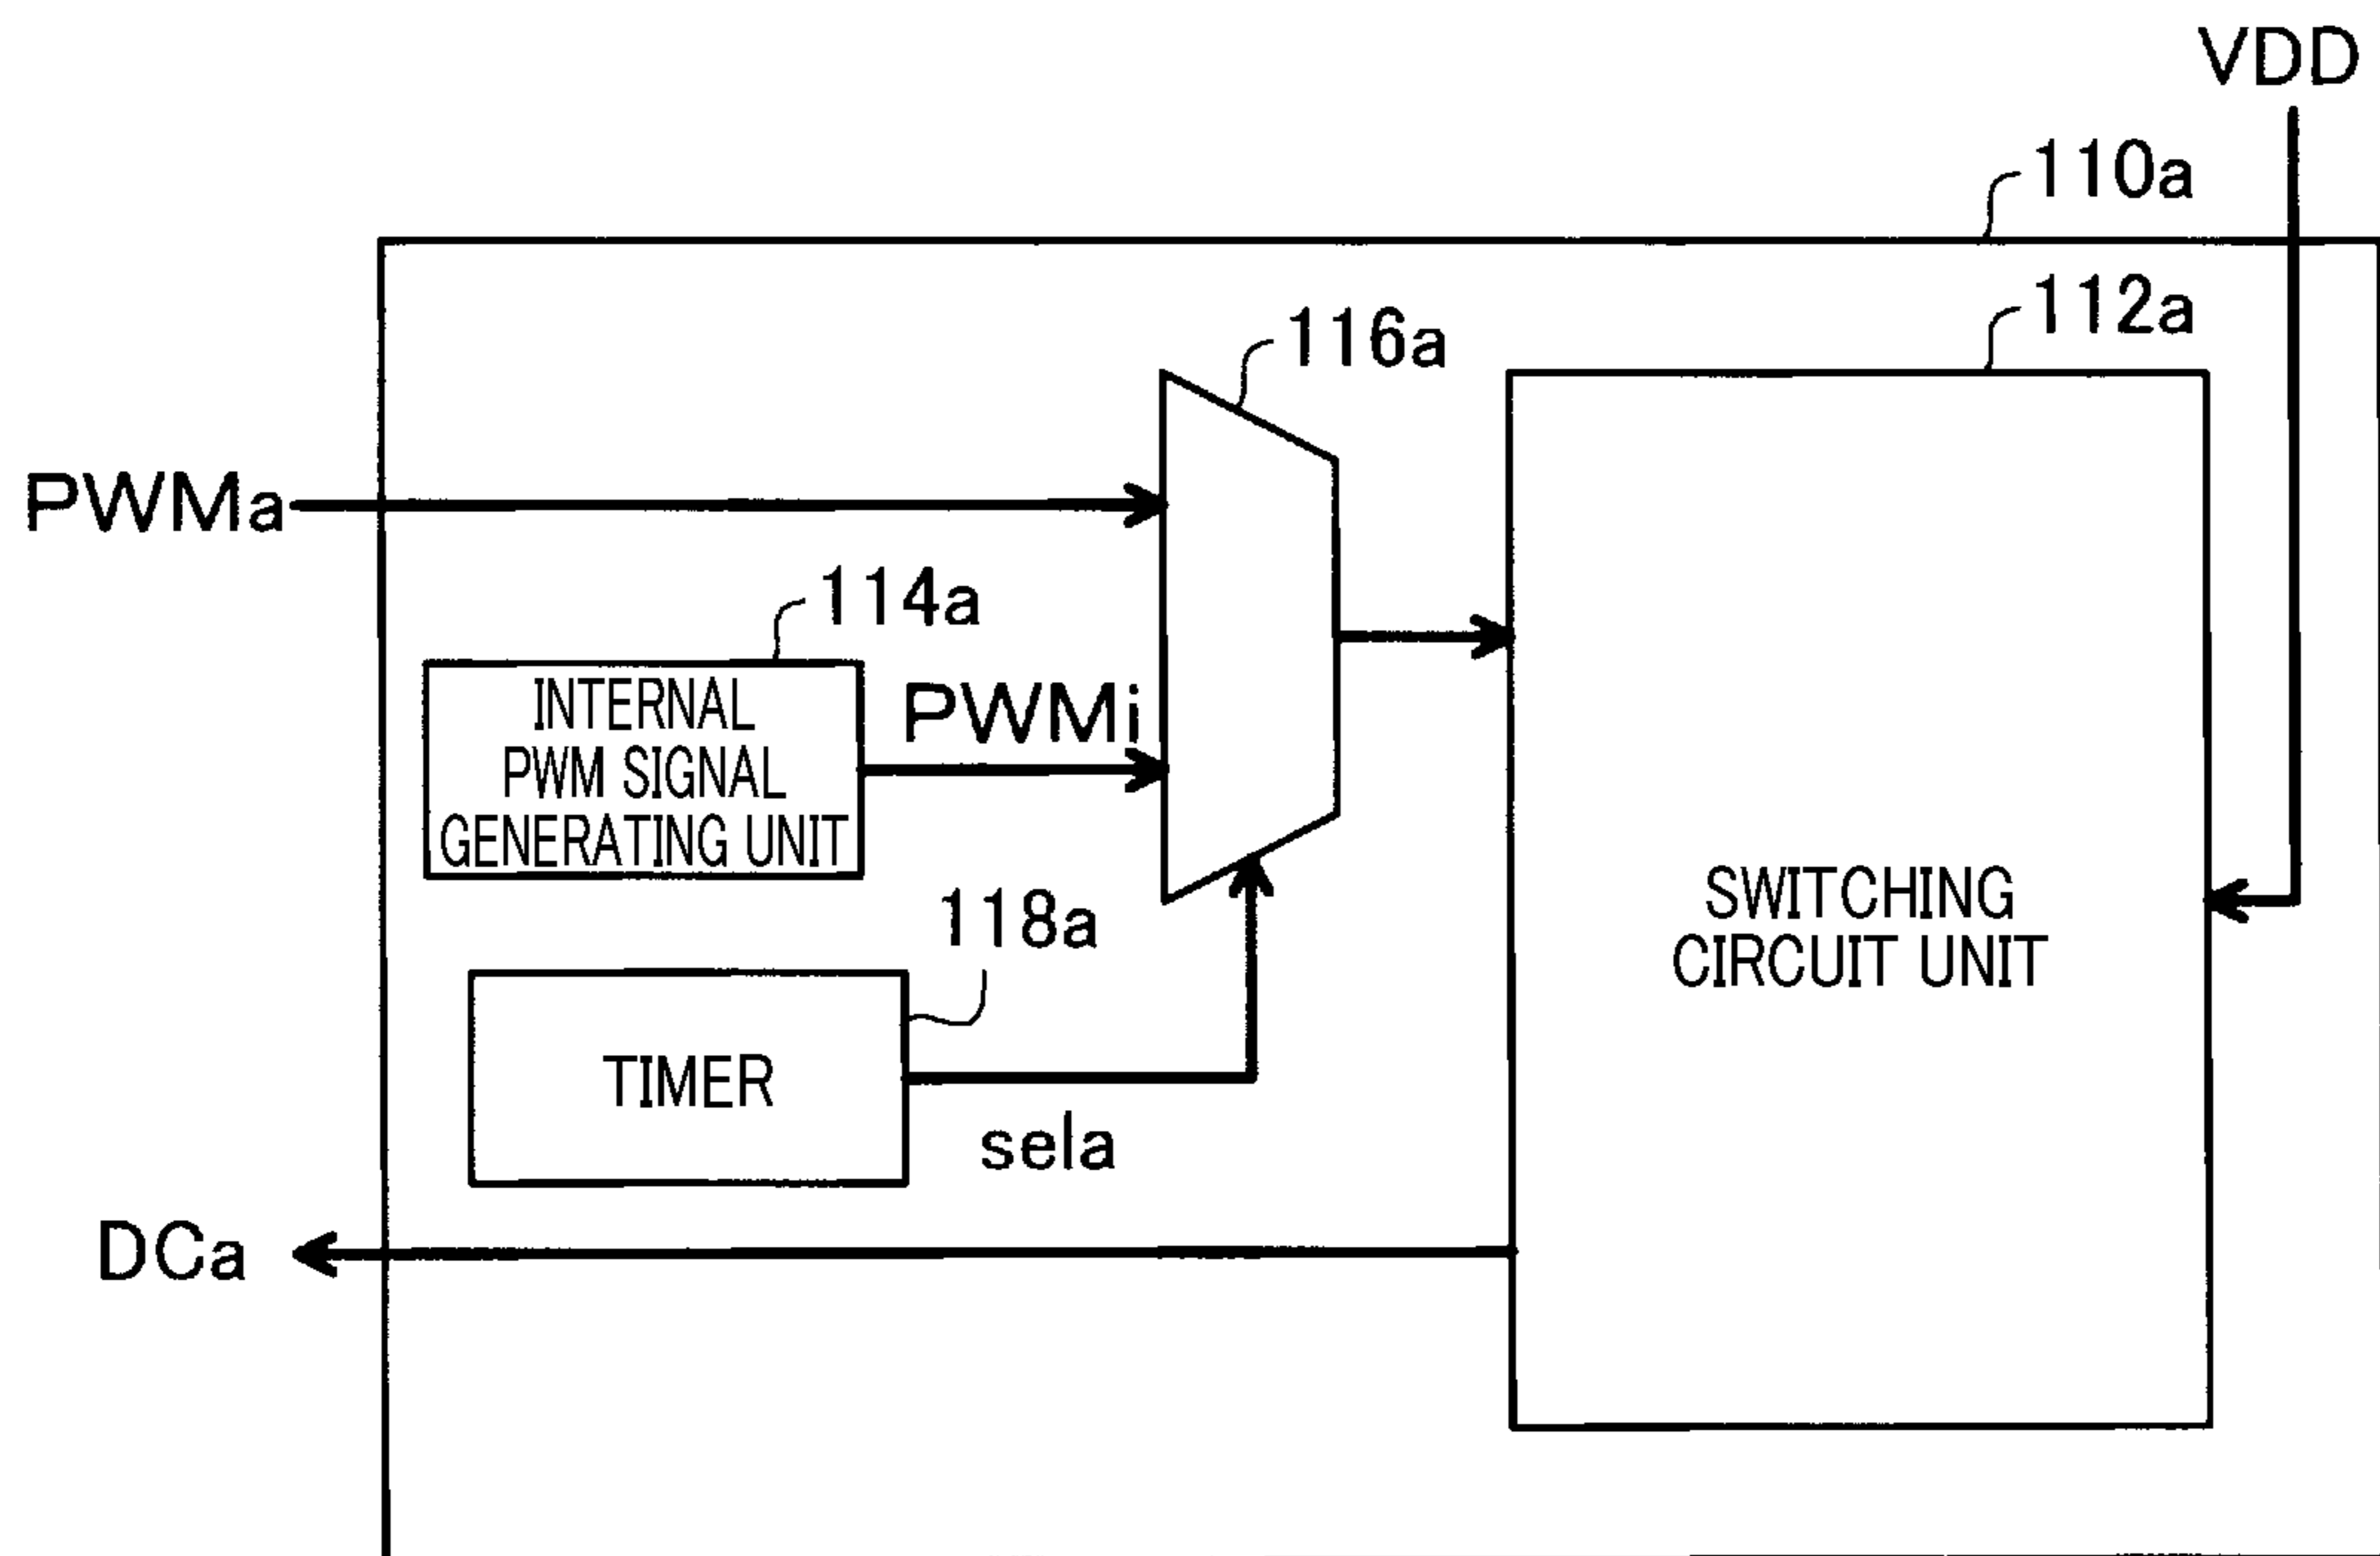 VDD
110a
112a
116a
PWMa
114a
INTERNAL
PWM SIGNAL
GENERATING UNIT
PWMi
118a
SWITCHING
CIRCUIT UNIT
TIMER
sela
DCa